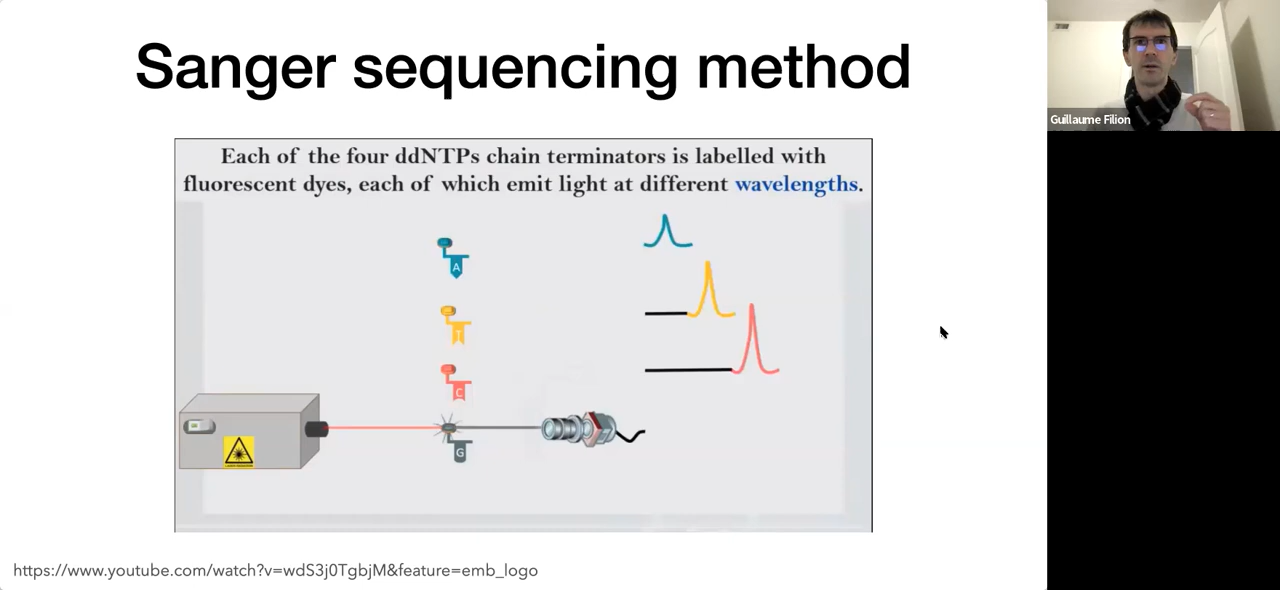 Sanger sequencing method
Guillaume Filion
Each of the four ddNTPs chain terminators is labelled with
fluorescent dyes, each of which emit light at different wavelengths.
A
T
C
G
https://www.youtube.com/watch?v=wdS3j0TgbjM&feature=emb_logo